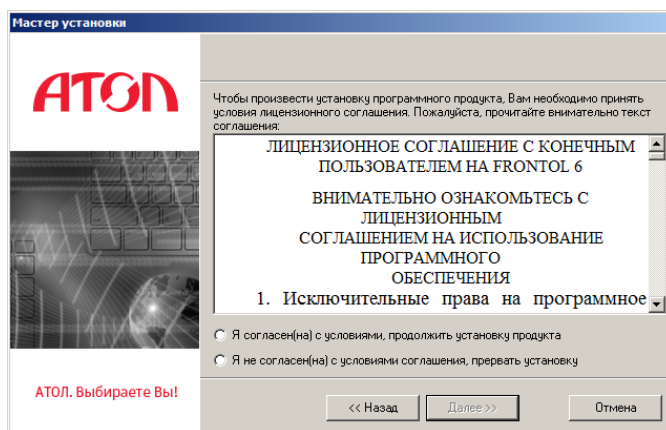 Мастер установки
АТОЛ
Чтобы произвести установку программного продукта, Вам необходимо принять
условия лицензионного соглашения. Пожалуйста, прочитайте внимательно текст
соглашения:
ЛИЦЕНЗИОННОЕ СОГЛАШЕНИЕ С КОНЕЧНЫМ
ПОЛЬЗОВАТЕЛЕМ НА FRONTOL 6
ВНИМАТЕЛЬНО ОЗНАКОМЬТЕСЬ С
ЛИЦЕНЗИОННЫМ
СОГЛАШЕНИЕМ НА ИСПОЛЬЗОВАНИЕ
ПРОГРАММНОГО
ОБЕСПЕЧЕНИЯ
1. Исключительные права на программное
Я согласен(на) с условиями, продолжить установку продукта
Я не согласен(на) с условиями соглашения, прервать установку
АТОЛ. Выбираете Вы!
<< Назад
Далее >>
Отмена